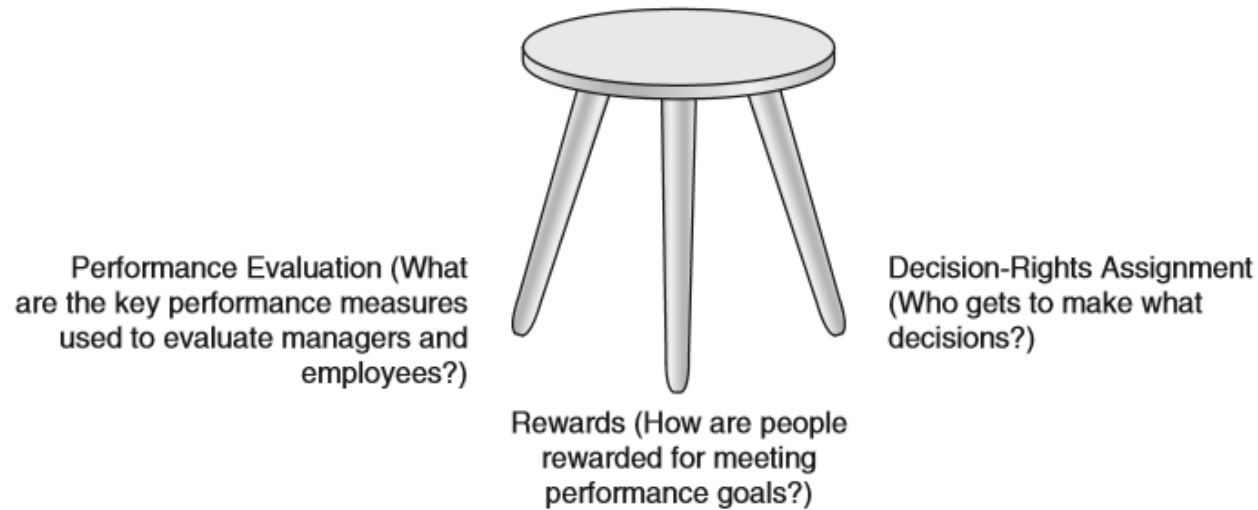 Performance Evaluation (What
are the key performance measures
used to evaluate managers and
employees?)
Rewards (How are people
rewarded for meeting
performance goals?)
Decision-Rights Assignment
(Who gets to make what
decisions?)